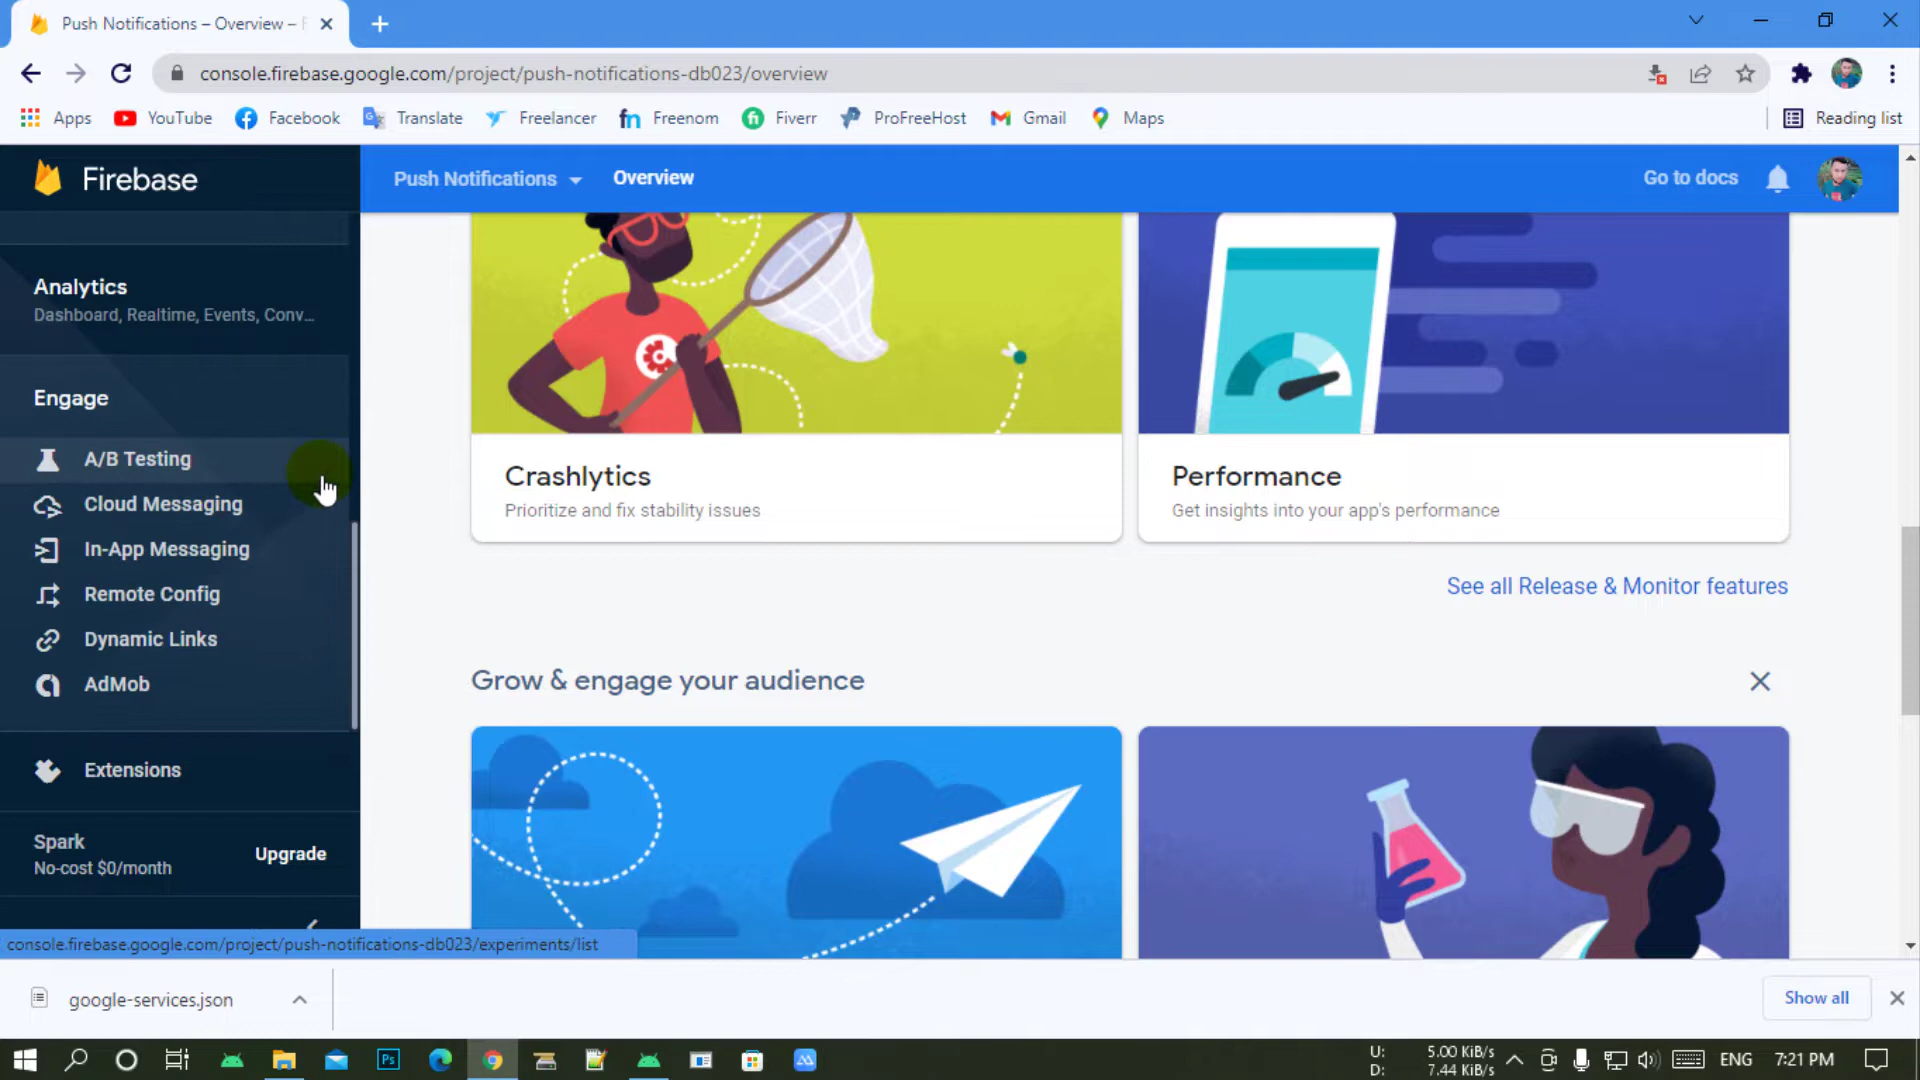 Push Notifications – Overview – F
console.firebase.google.com/project/push-notifications-db023/overview
Apps YouTube Facebook Translate Freelancer Freenom Fiverr ProFreeHost Gmail Maps Reading list
Firebase
Push Notifications Overview Go to docs
Analytics
Dashboard, Realtime, Events, Conv...
Engage
A/B Testing
Cloud Messaging
In-App Messaging
Remote Config
Dynamic Links
AdMob
Extensions
Spark
No-cost $0/month
Upgrade
Crashlytics
Prioritize and fix stability issues
Performance
Get insights into your app's performance
See all Release & Monitor features
Grow & engage your audience
console.firebase.google.com/project/push-notifications-db023/experiments/list
google-services.json
Show all
Ps
U: 5.00 KiB/s
D: 7.44 KiB/s
ENG 7:21 PM